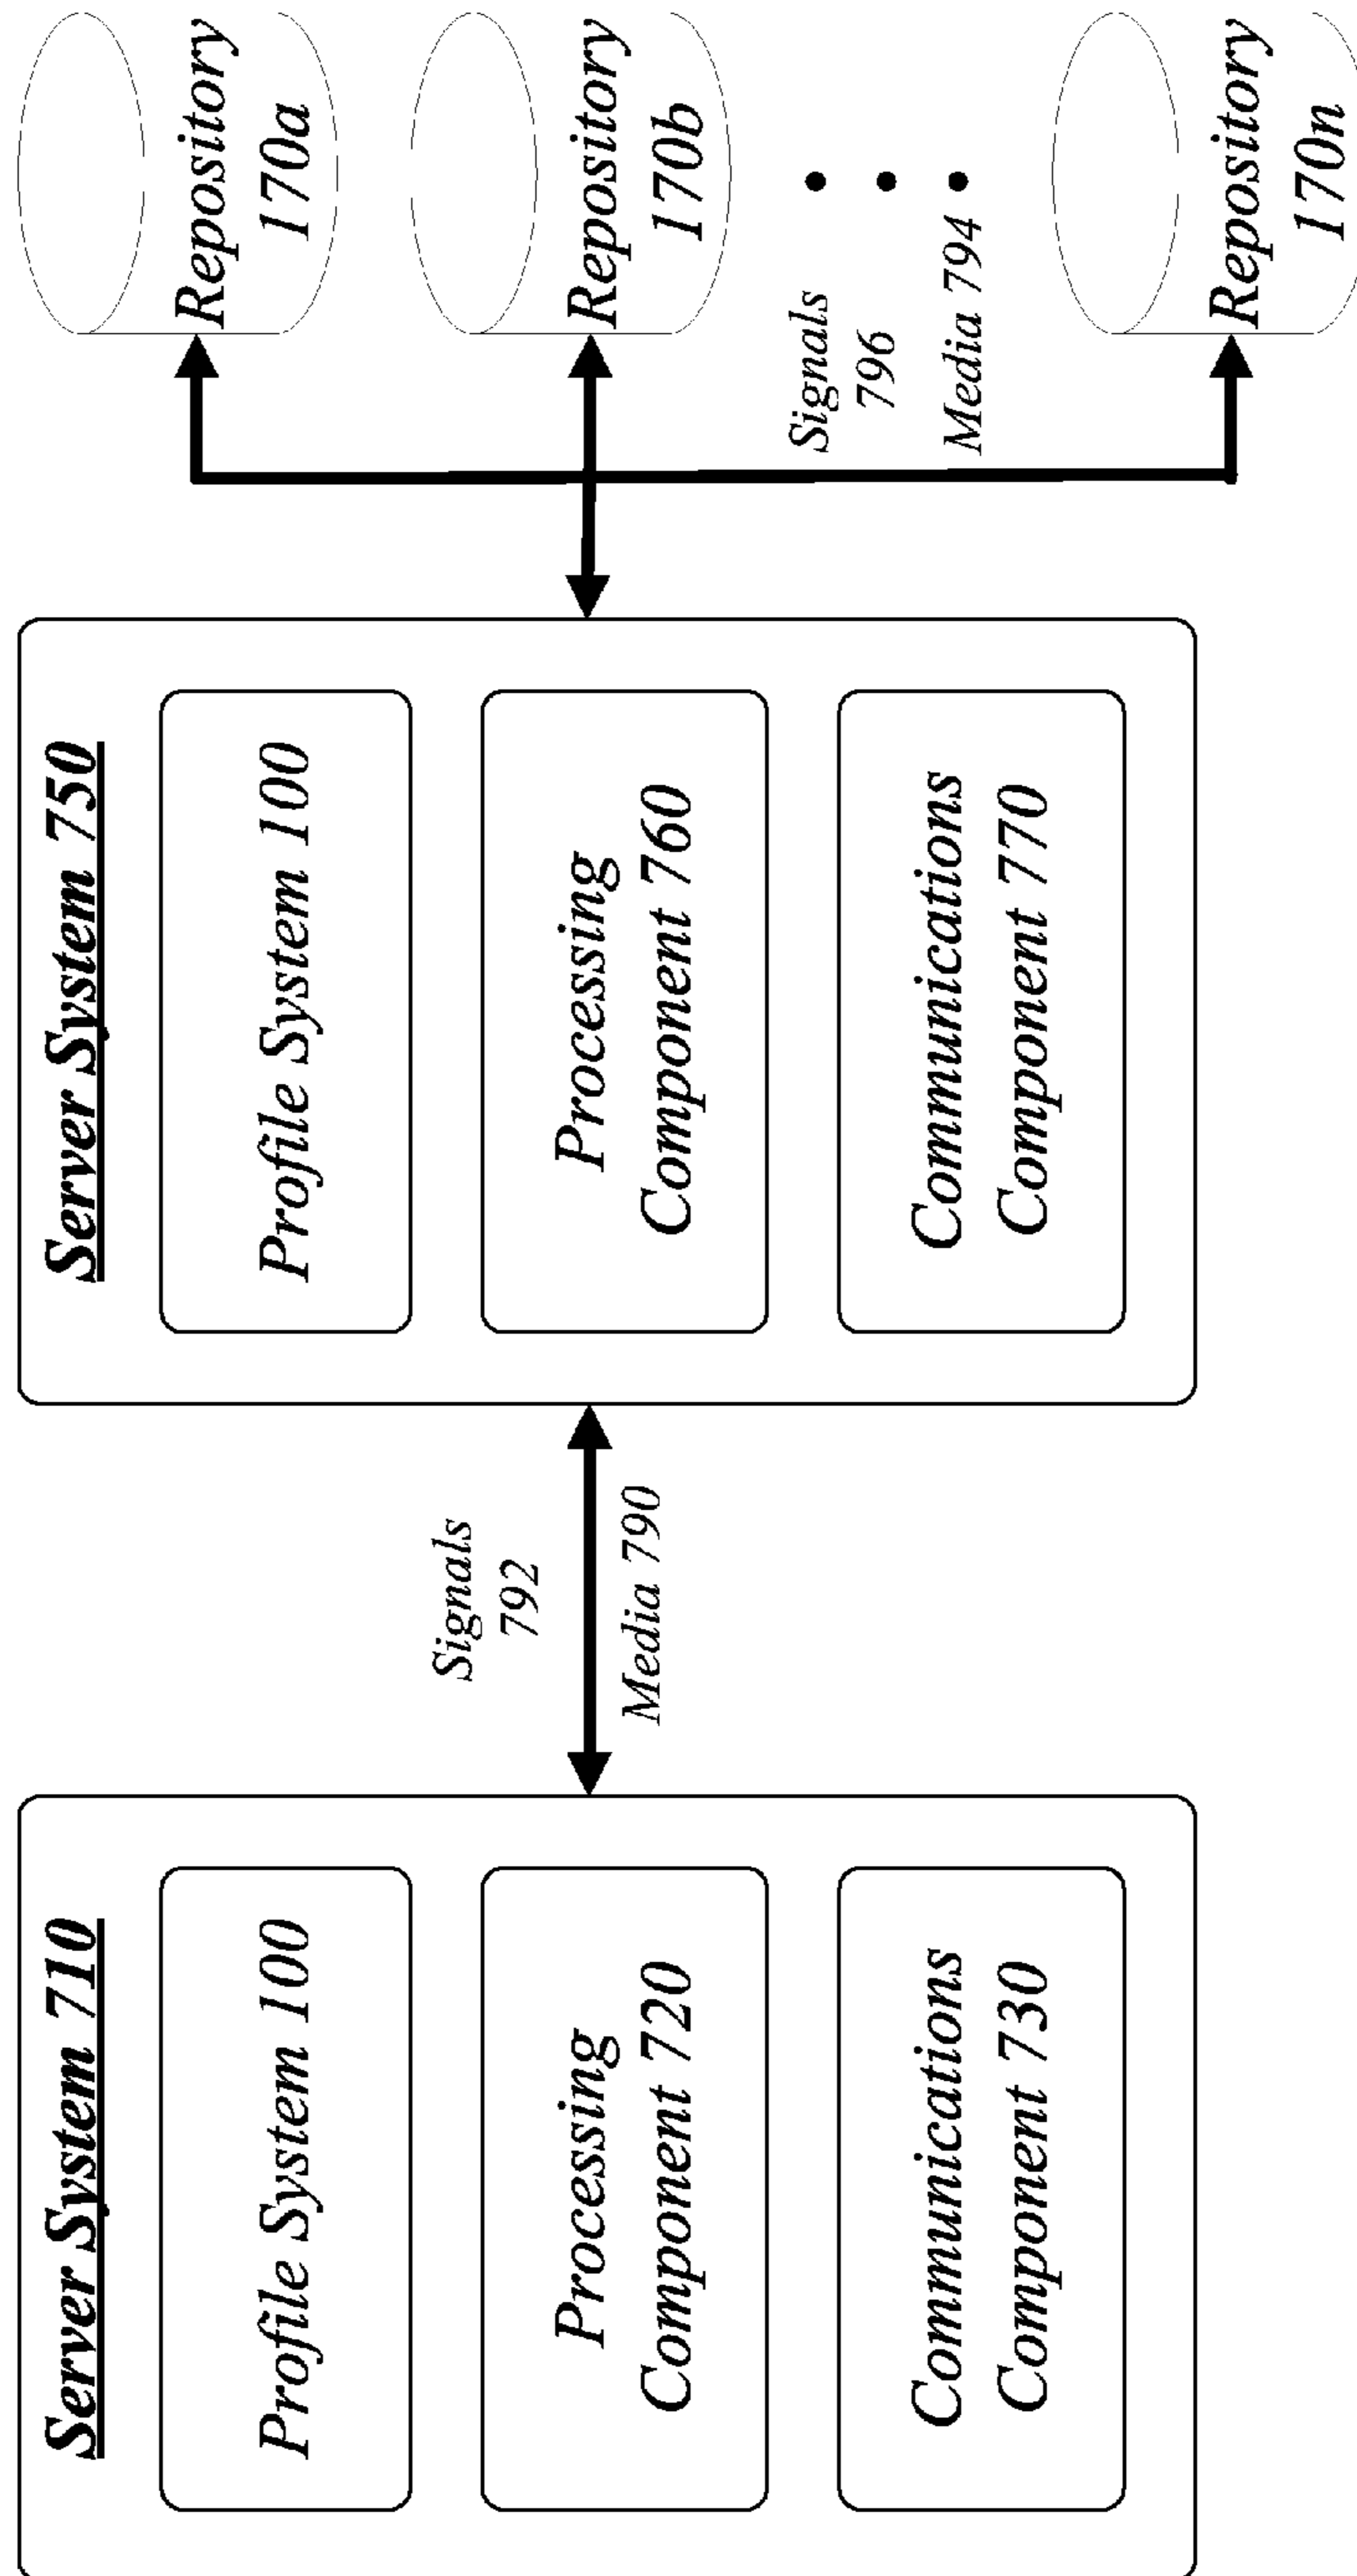 Server System 710
Profile System 100
Processing
Component 720
Communications
Component 730
Signals
792
Media 790
Server System 750
Profile System 100
Processing
Component 760
Communications
Component 770
Signals
796
Media 794
Repository
170a
Repository
170b
Repository
170n